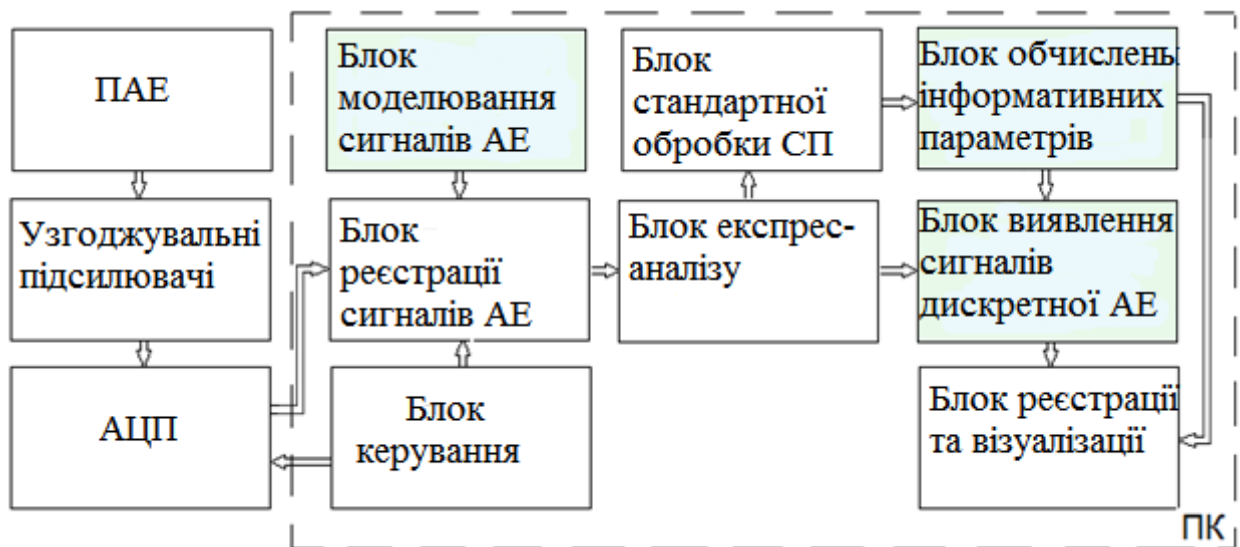 ПАЕ
Узгоджувальні
підсилювачі
АЦП
Блок
моделювання
сигналів АЕ
Блок
реєстрації
сигналів АЕ
Блок
керування
Блок
стандартної
обробки СП
Блок експрес-
аналізу
Блок обчислень
інформативних
параметрів
Блок виявлення
сигналів
дискретної АЕ
Блок реєстрації
та візуалізації
ПК